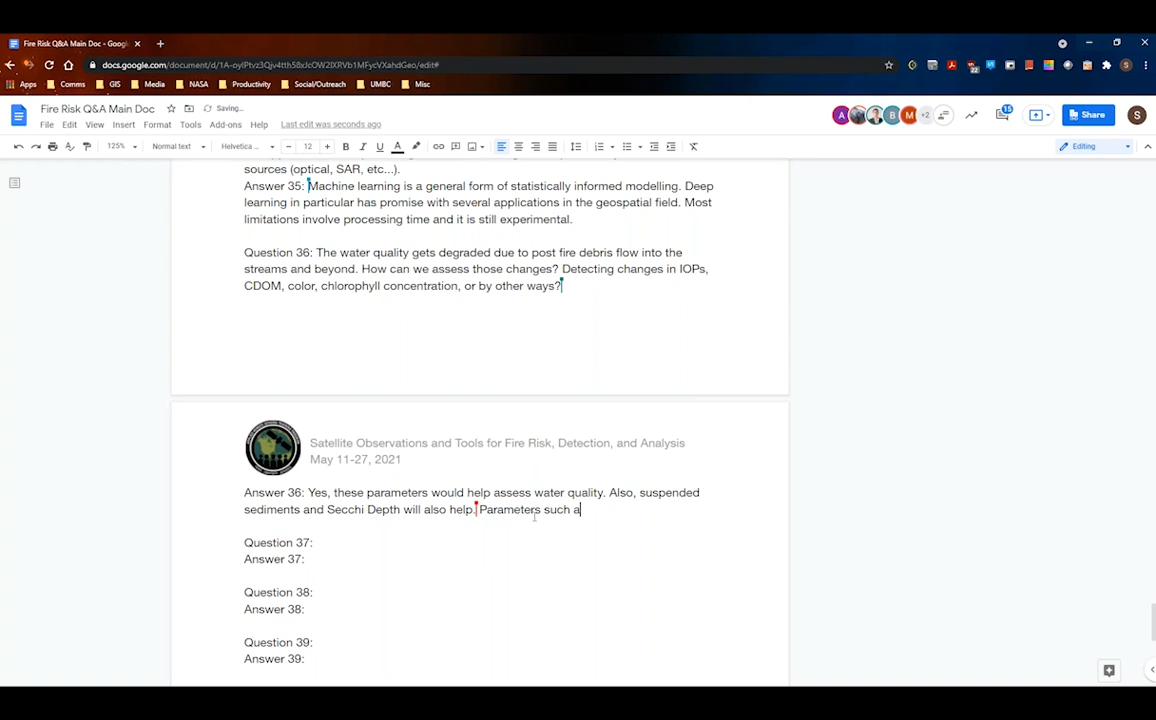 Fire Risk Q&A Main Doc - Googl
Apps Comms GIS Media NASA Productivity Social/Outreach UMBC Misc
Fire Risk Q&A Main Doc Saving...
File Edit View Insert Format Tools Add-ons Help Last edit was seconds ago
A B M +2 15 Share S
125% Normal text Helvetica ... 12 B I U A Editing
sources (optical, SAR, etc...).
Answer 35: Machine learning is a general form of statistically informed modelling. Deep
learning in particular has promise with several applications in the geospatial field. Most
limitations involve processing time and it is still experimental.
Question 36: The water quality gets degraded due to post fire debris flow into the
streams and beyond. How can we assess those changes? Detecting changes in IOPs,
CDOM, color, chlorophyll concentration, or by other ways?
Satellite Observations and Tools for Fire Risk, Detection, and Analysis
May 11-27, 2021
Answer 36: Yes, these parameters would help assess water quality. Also, suspended
sediments and Secchi Depth will also help. Parameters such a
Question 37:
Answer 37:
Question 38:
Answer 38:
Question 39:
Answer 39: